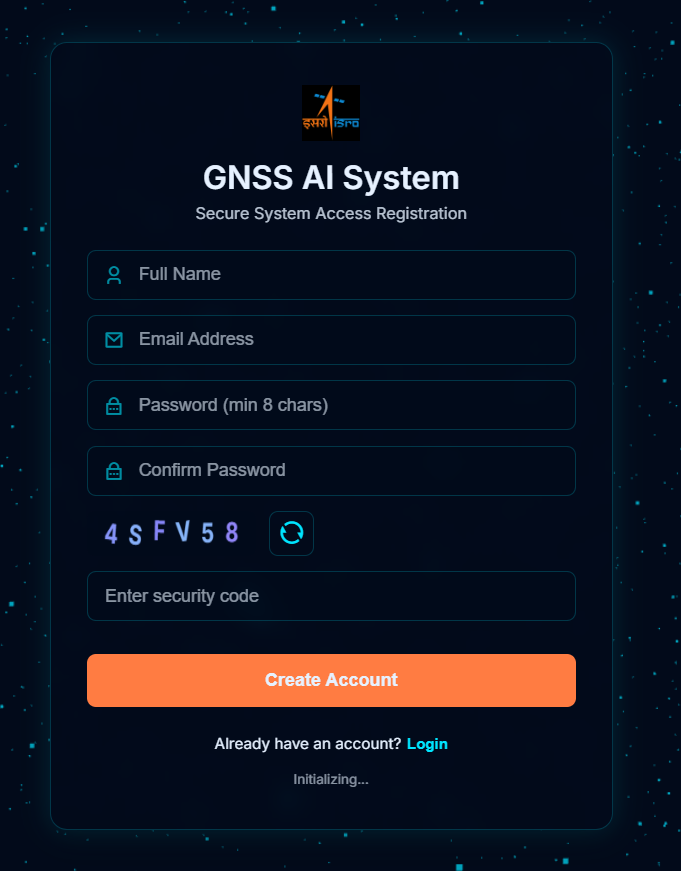 इसरो isro
GNSS AI System
Secure System Access Registration
Full Name
Email Address
Password (min 8 chars)
Confirm Password
4SFV58
Enter security code
Create Account
Already have an account? Login
Initializing...